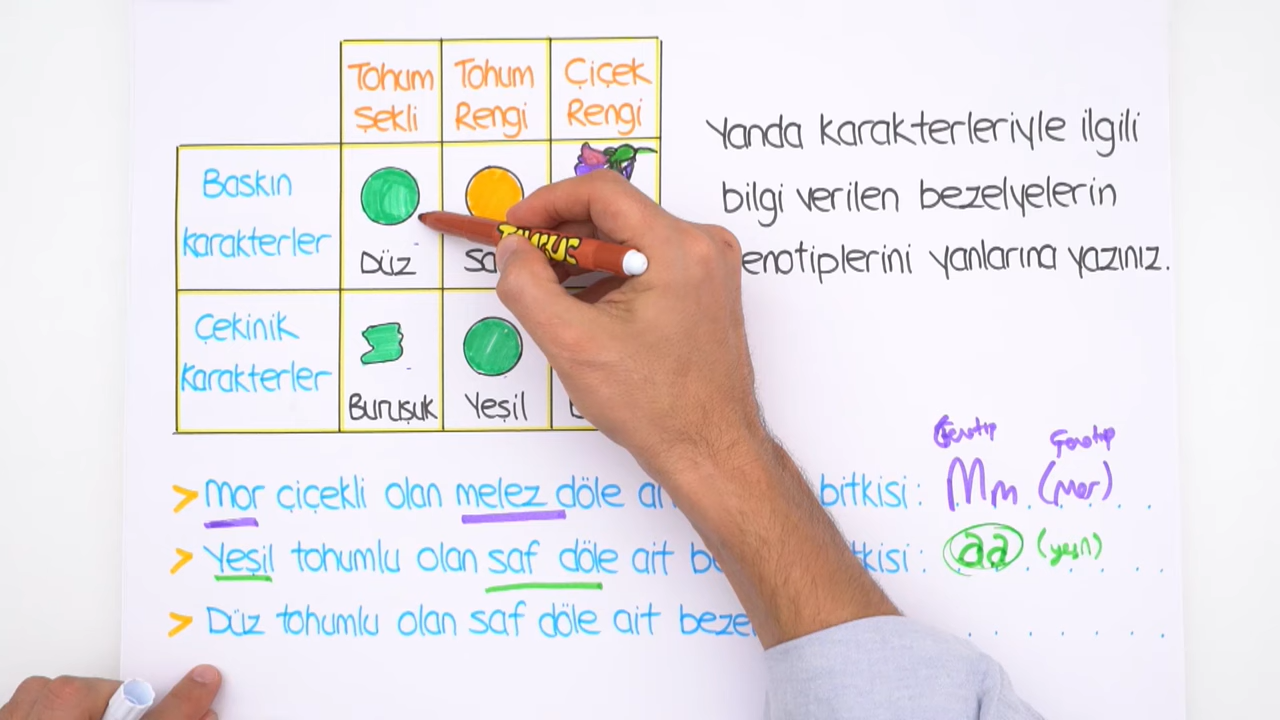 Tohum Tohum Çiçek
Şekli Rengi Rengi
Baskın
karakterler
Düz
Çekinik
karakterler
Buruşuk Yeşil
Yanda karakterleriyle ilgili
bilgi verilen bezelyelerin
enotiplerini yanlarına yazınız.
> Mor çiçekli olan melez döle bitkisi : Mm (mor)
> Yeşil tohumlu olan saf döle ait kisi : aa
> Düz tohumlu olan saf döle ait beze